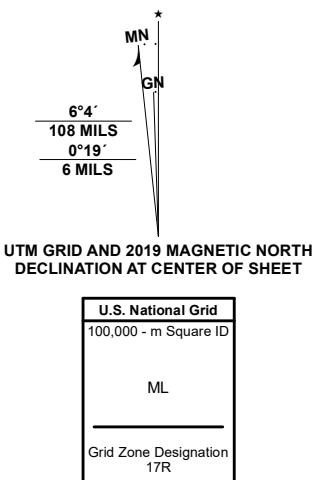 ★
MN
GN
6°4´
108 MILS
0°19´
6 MILS
UTM GRID AND 2019 MAGNETIC NORTH
DECLINATION AT CENTER OF SHEET
U.S. National Grid
100,000 - m Square ID
ML
Grid Zone Designation
17R